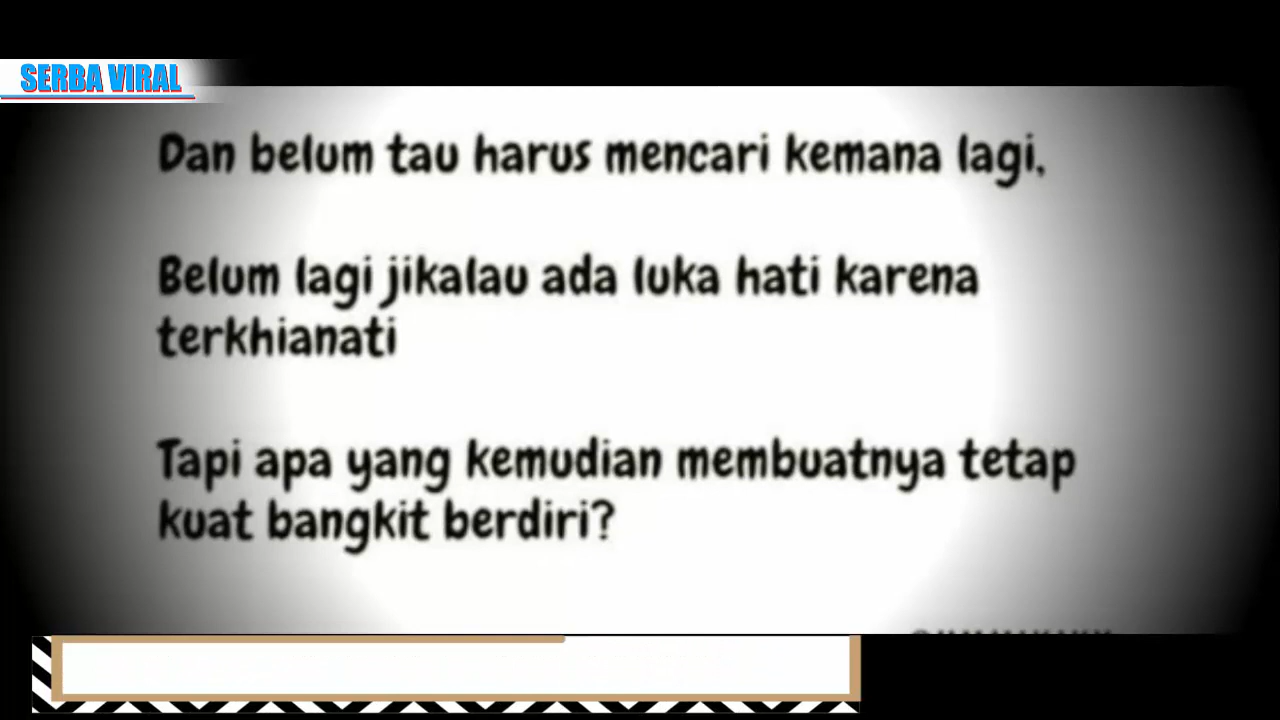 SERBA VIRAL
Dan belum tau harus mencari kemana lagi,
Belum lagi jikalau ada luka hati karena
terkhianati
Tapi apa yang kemudian membuatnya tetap
kuat bangkit berdiri?